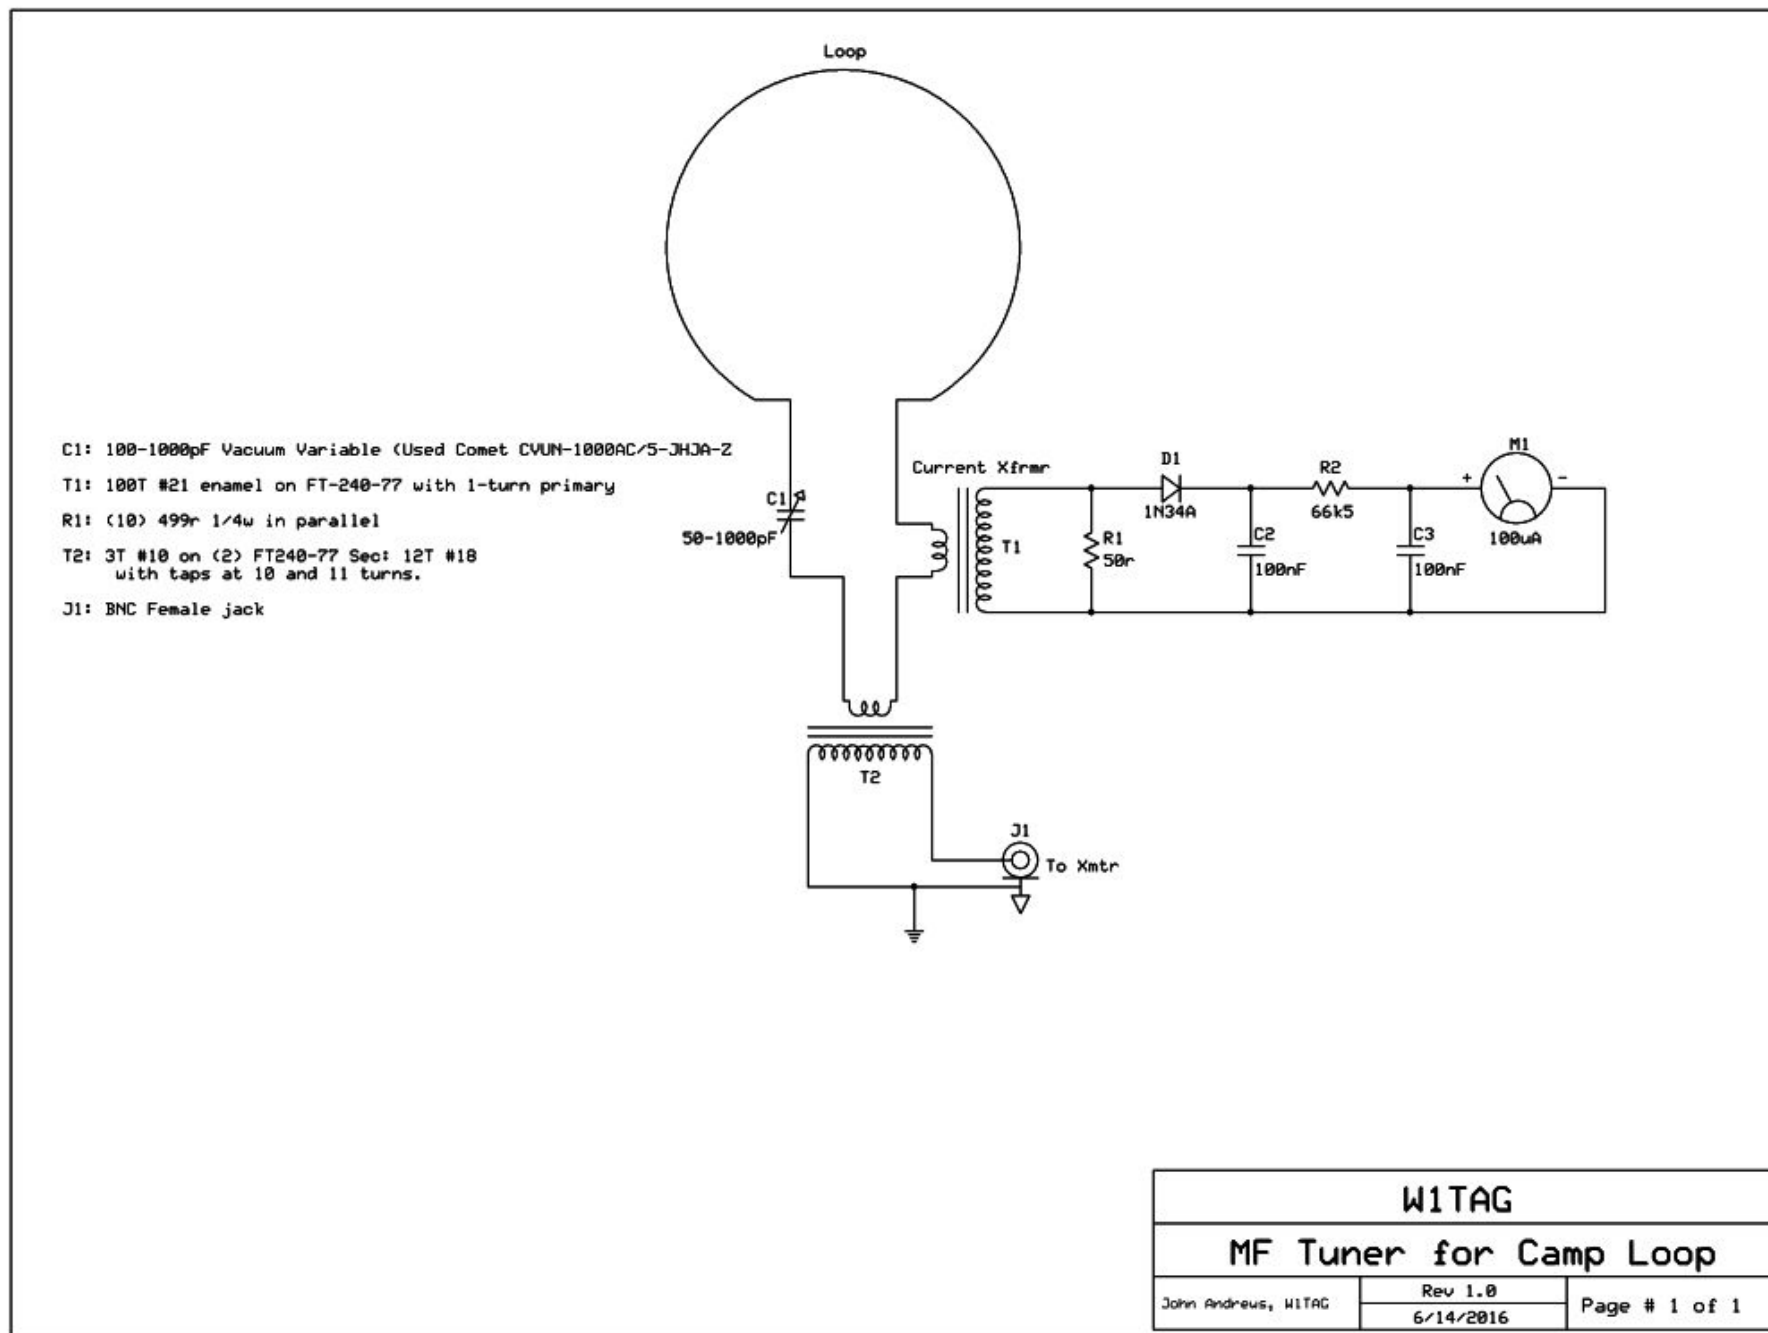 Loop
C1: 100-1000pF Vacuum Variable (Used Comet CVUN-1000AC/5-JHJA-Z
T1: 100T #21 enamel on FT-240-77 with 1-turn primary
R1: (10) 499r 1/4w in parallel
T2: 3T #10 on (2) FT240-77 Sec: 12T #18
with taps at 10 and 11 turns.
J1: BNC Female jack
C1
50-1000pF
Current Xfrmr
T1
R1
50r
D1
1N34A
C2
100nF
R2
66k5
C3
100nF
M1
+ -
100uA
T2
J1
To Xmtr
W1TAG
MF Tuner for Camp Loop
John Andrews, W1TAG
Rev 1.0
6/14/2016
Page # 1 of 1